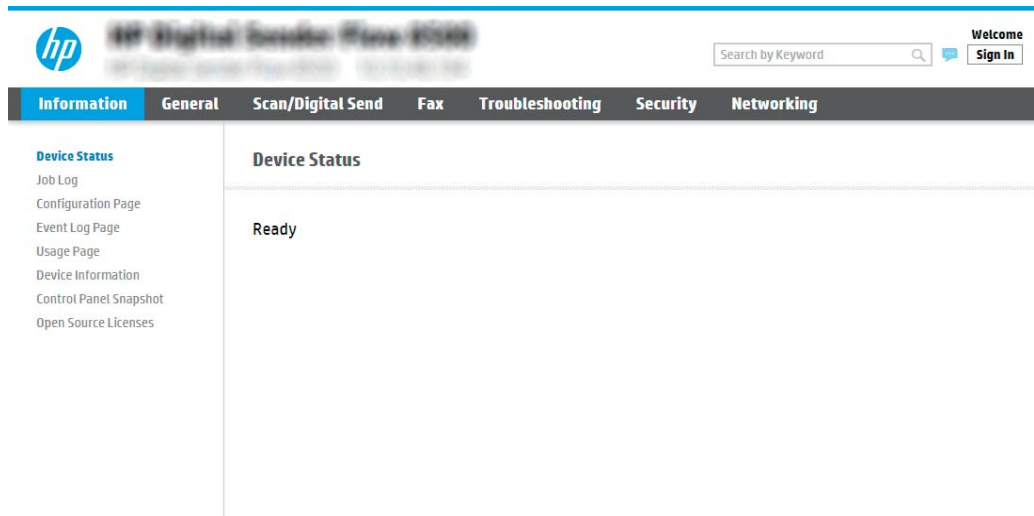 hp
Welcome
Search by Keyword
Sign In
Information General Scan/Digital Send Fax Troubleshooting Security Networking
Device Status
Job Log
Configuration Page
Event Log Page
Usage Page
Device Information
Control Panel Snapshot
Open Source Licenses
Device Status
Ready